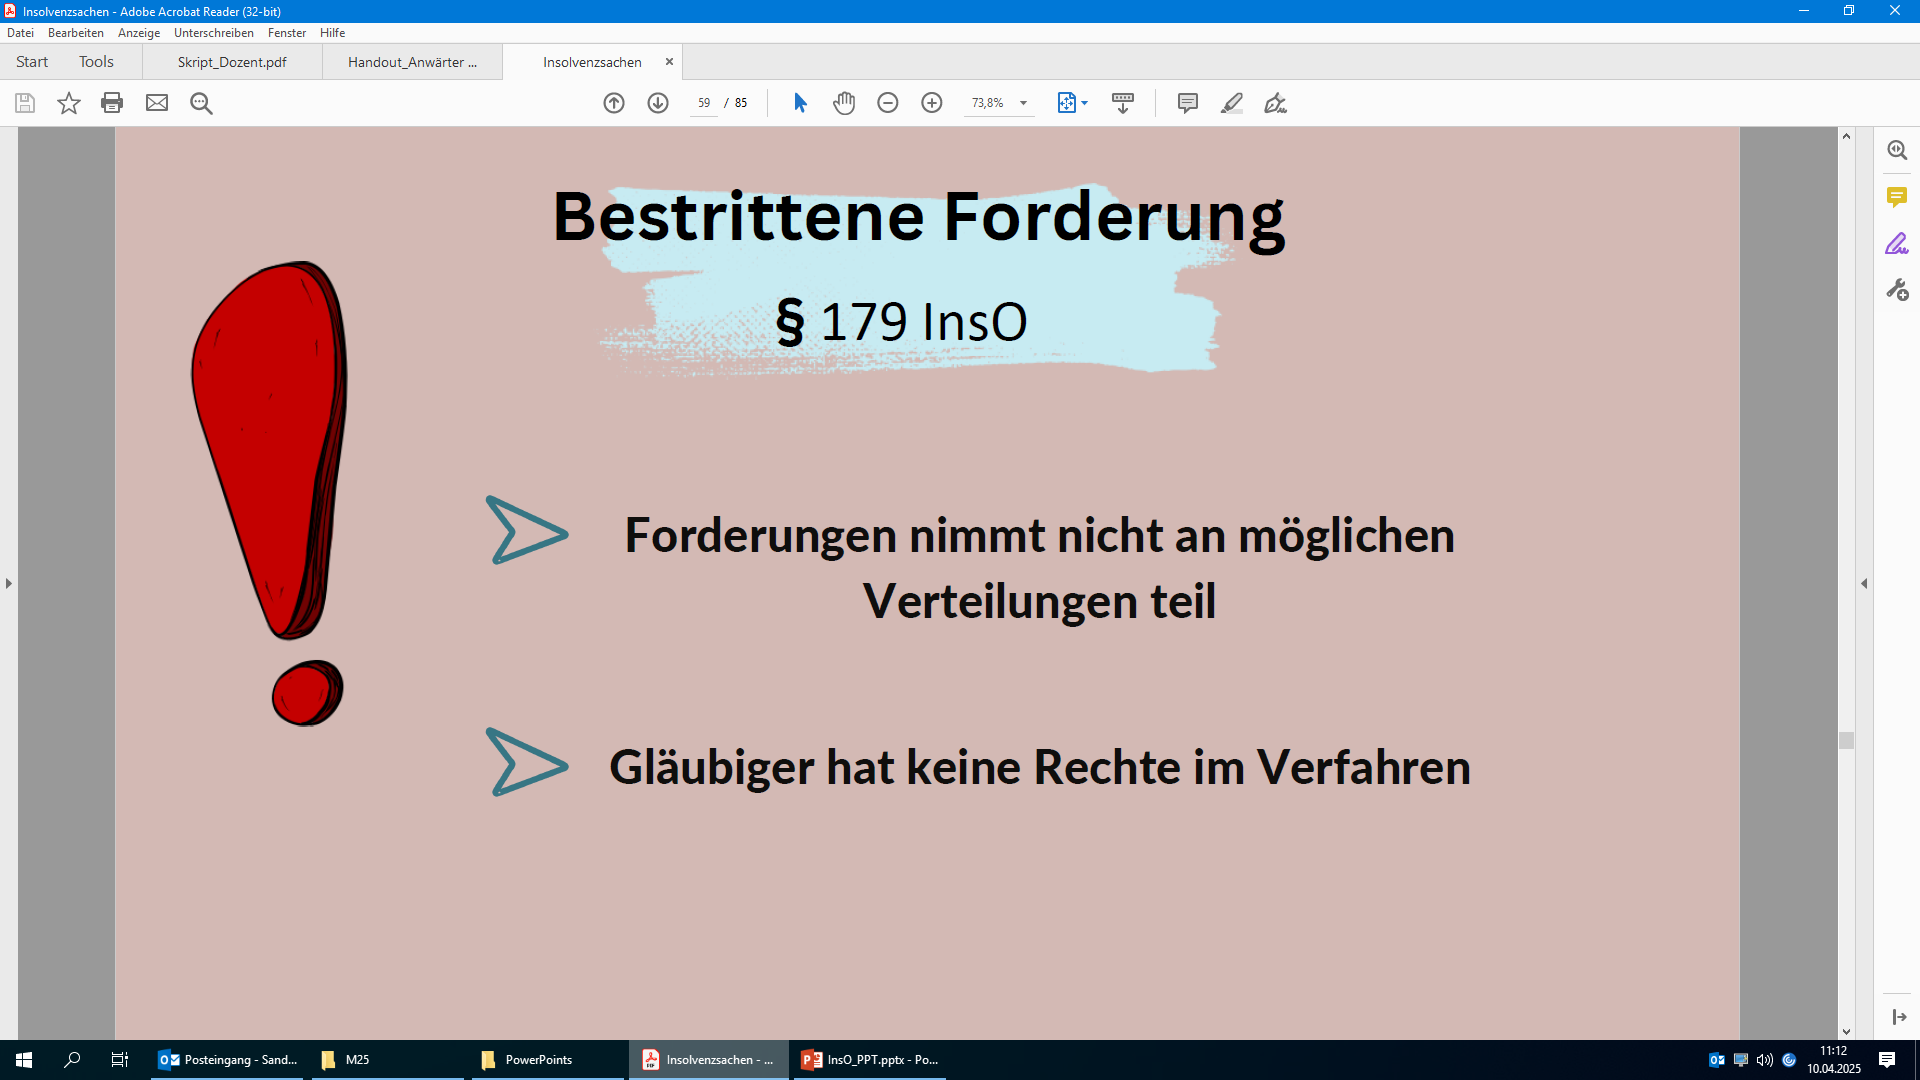 Insolvenzsachen - Adobe Acrobat Reader (32-bit)
Datei Bearbeiten Anzeige Unterschreiben Fenster Hilfe
Start Tools Skript_Dozent.pdf Handout_Anwärter ... Insolvenzsachen
59 / 85 73,8%
Bestrittene Forderung
§ 179 InsO
Forderungen nimmt nicht an möglichen
Verteilungen teil
Gläubiger hat keine Rechte im Verfahren
Posteingang - Sand... M25 PowerPoints Insolvenzsachen - ... InsO_PPT.pptx - Po...
11:12
10.04.2025